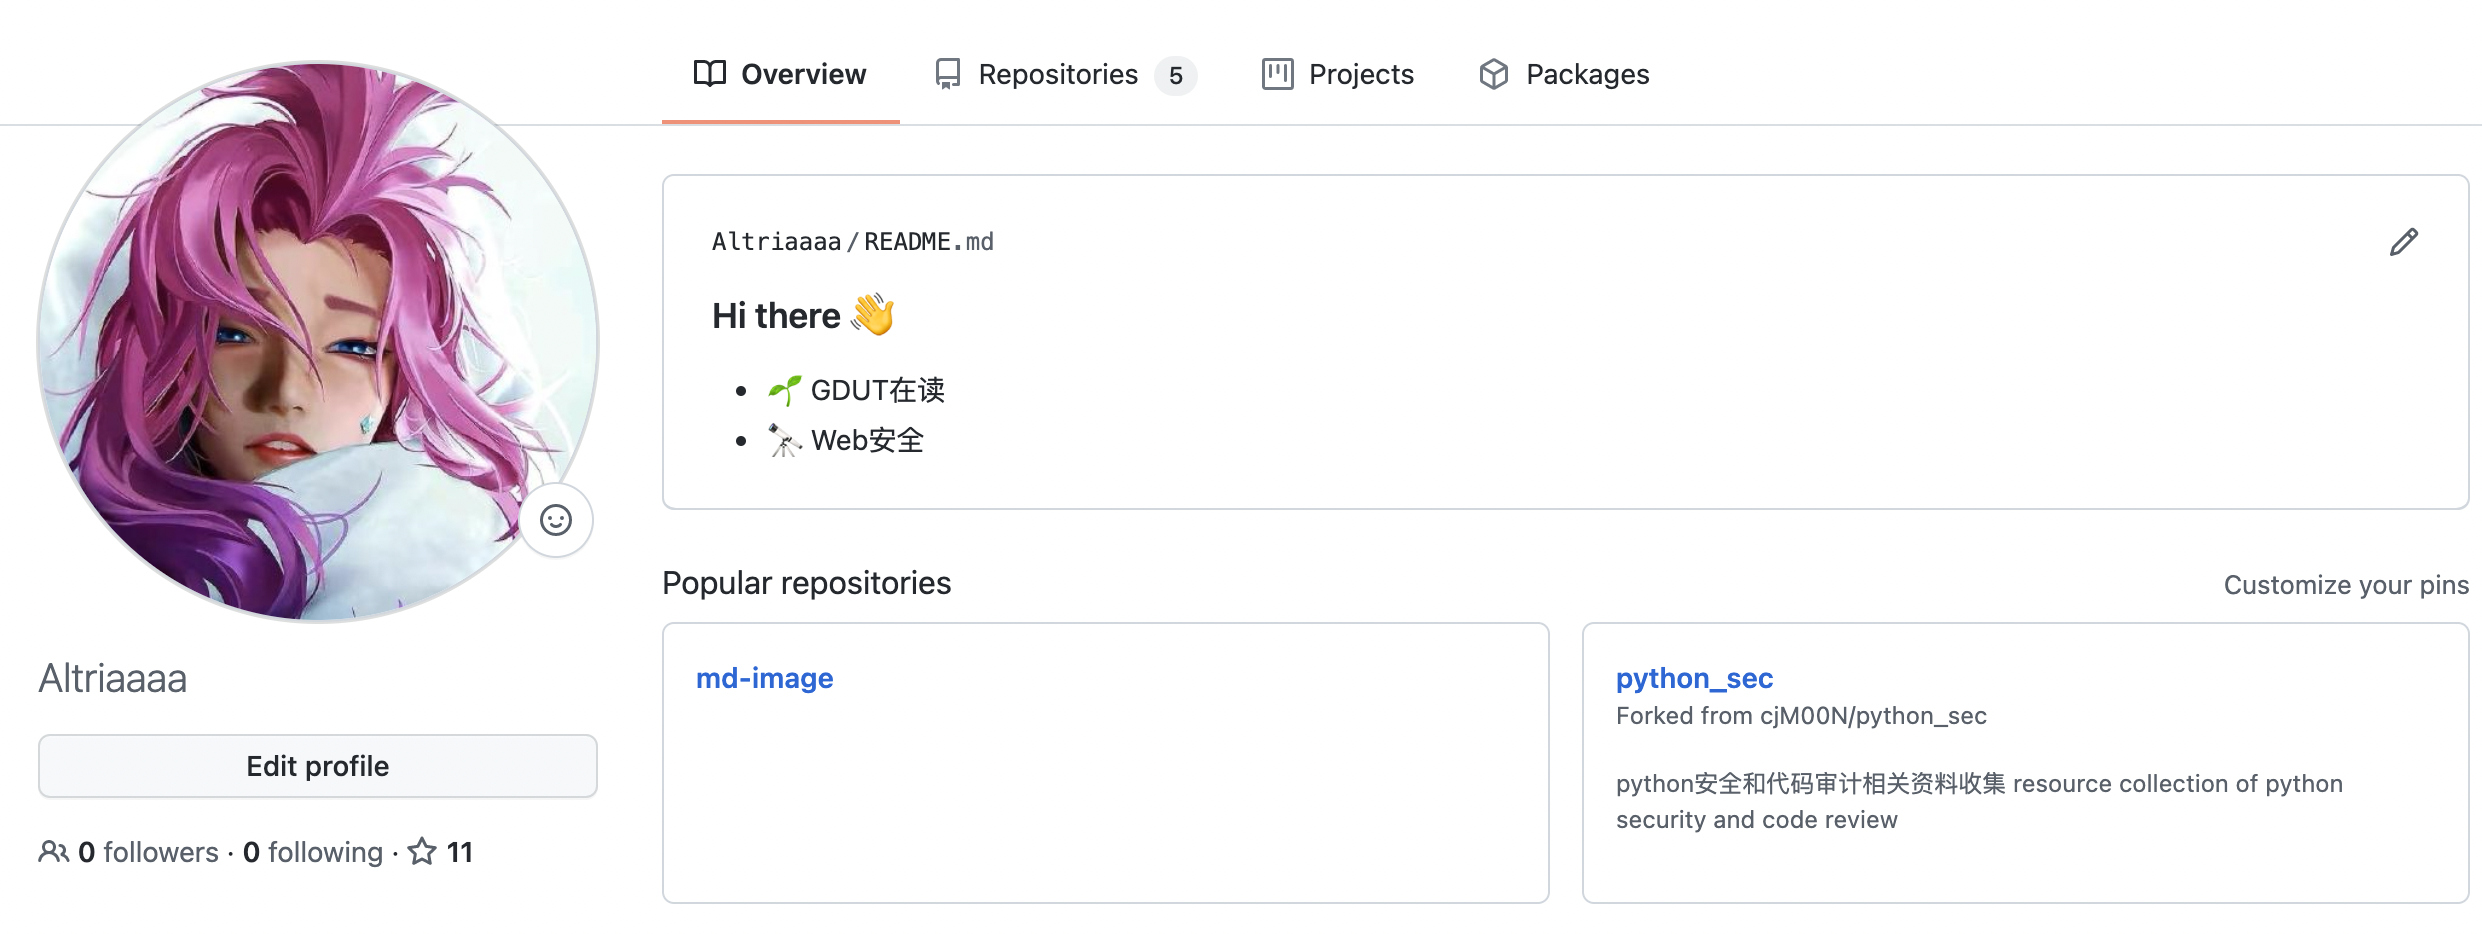 Overview Repositories 5 Projects Packages
Altriaaaa/README.md
Hi there 👋
🌱 GDUT在读
🔭 Web安全
Altriaaaa
Edit profile
0 followers · 0 following · 11
Popular repositories
Customize your pins
md-image
python_sec
Forked from cjM00N/python_sec
python安全和代码审计相关资料收集 resource collection of python
security and code review